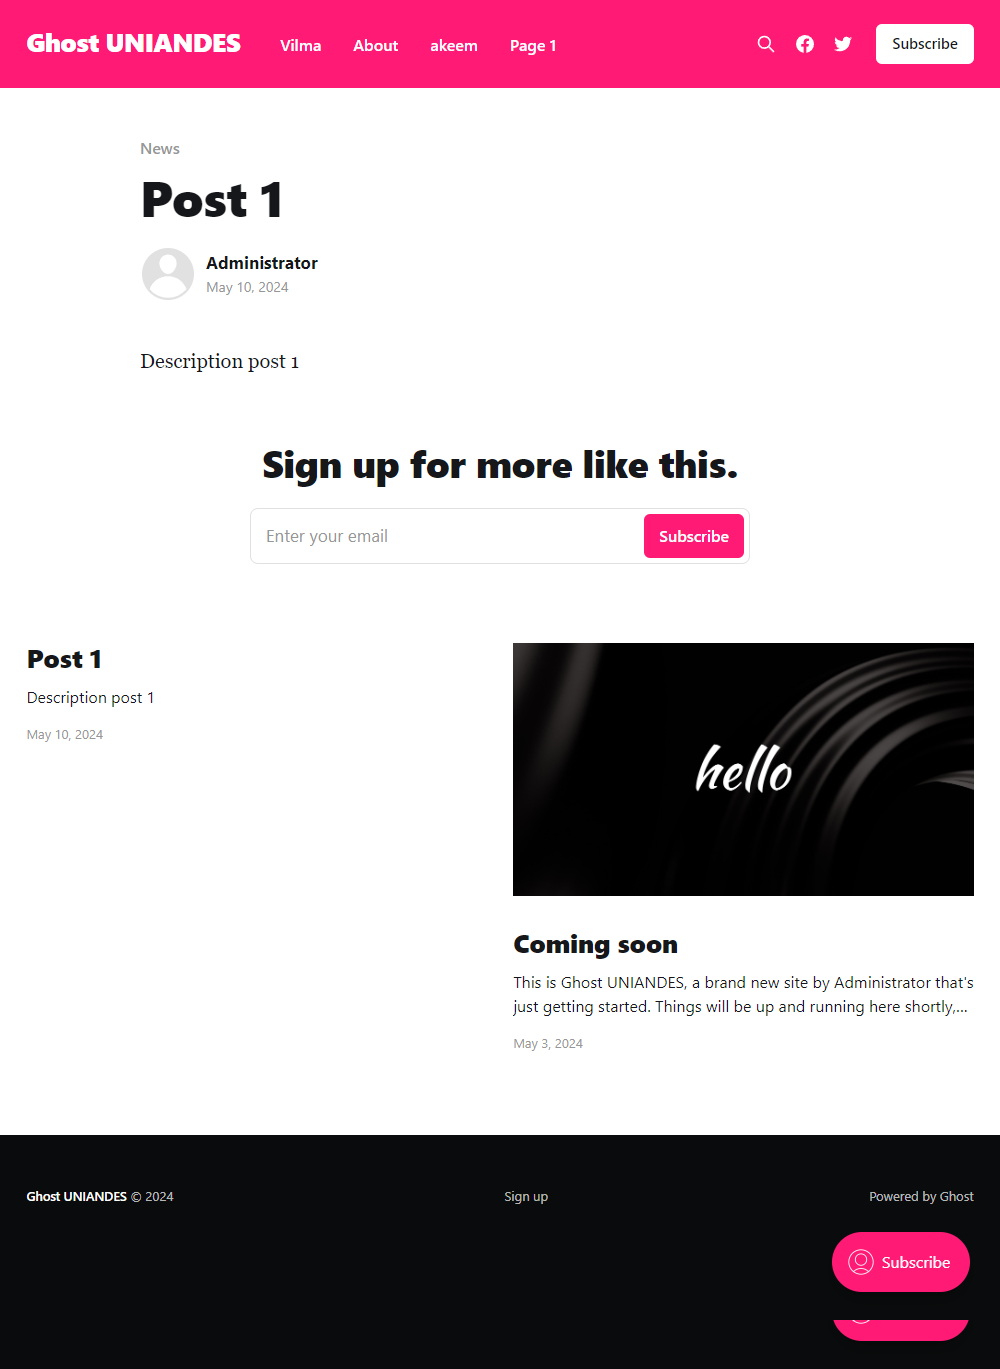 Ghost UNIANDES
Vilma
About
akeem
Page 1
Subscribe
News
Post 1
Administrator
May 10, 2024
Description post 1
Sign up for more like this.
Enter your email
Subscribe
Post 1
Description post 1
May 10, 2024
hello
Coming soon
This is Ghost UNIANDES, a brand new site by Administrator that's
just getting started. Things will be up and running here shortly,...
May 3, 2024
Ghost UNIANDES © 2024
Sign up
Powered by Ghost
Subscribe